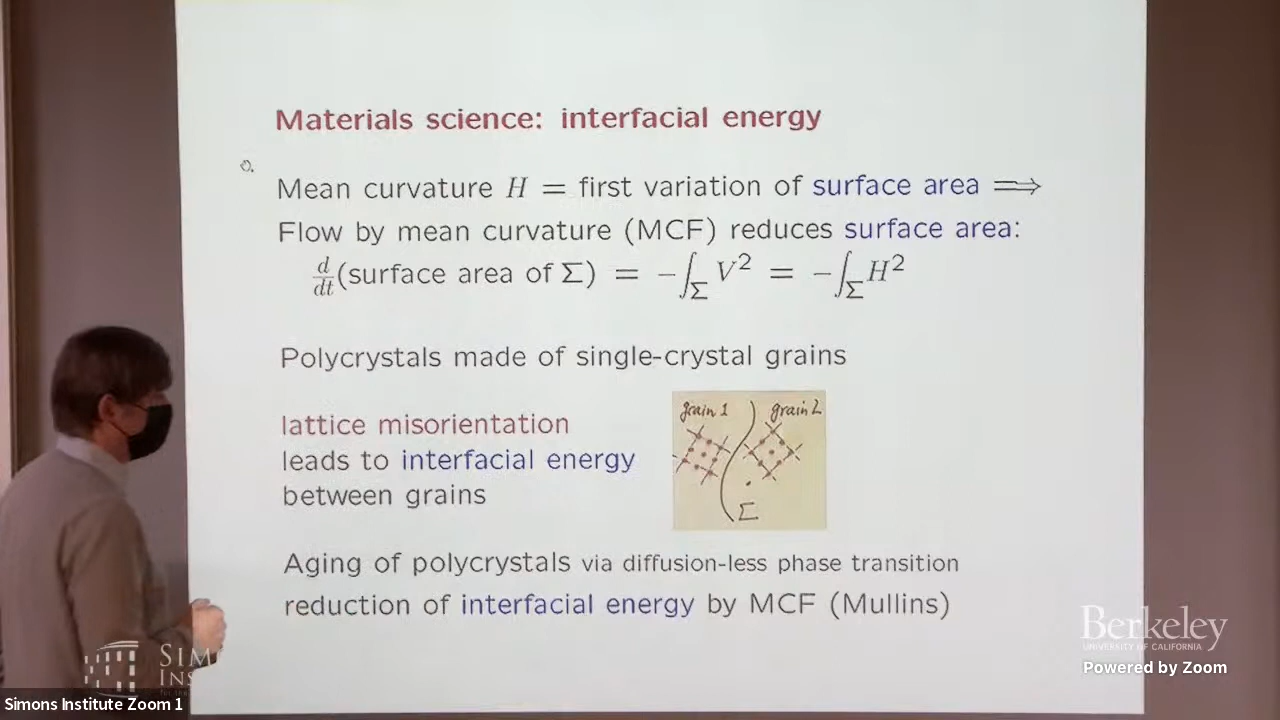 Materials science: interfacial energy
Mean curvature H = first variation of surface area ⟹
Flow by mean curvature (MCF) reduces surface area:
d/dt(surface area of Σ) = −∫_Σ V² = −∫_Σ H²
Polycrystals made of single-crystal grains
grain 1 grain 2
lattice misorientation
leads to interfacial energy
between grains
Σ
Aging of polycrystals via diffusion-less phase transition
reduction of interfacial energy by MCF (Mullins)
Berkeley
UNIVERSITY OF CALIFORNIA
Powered by Zoom
Simons Institute Zoom 1